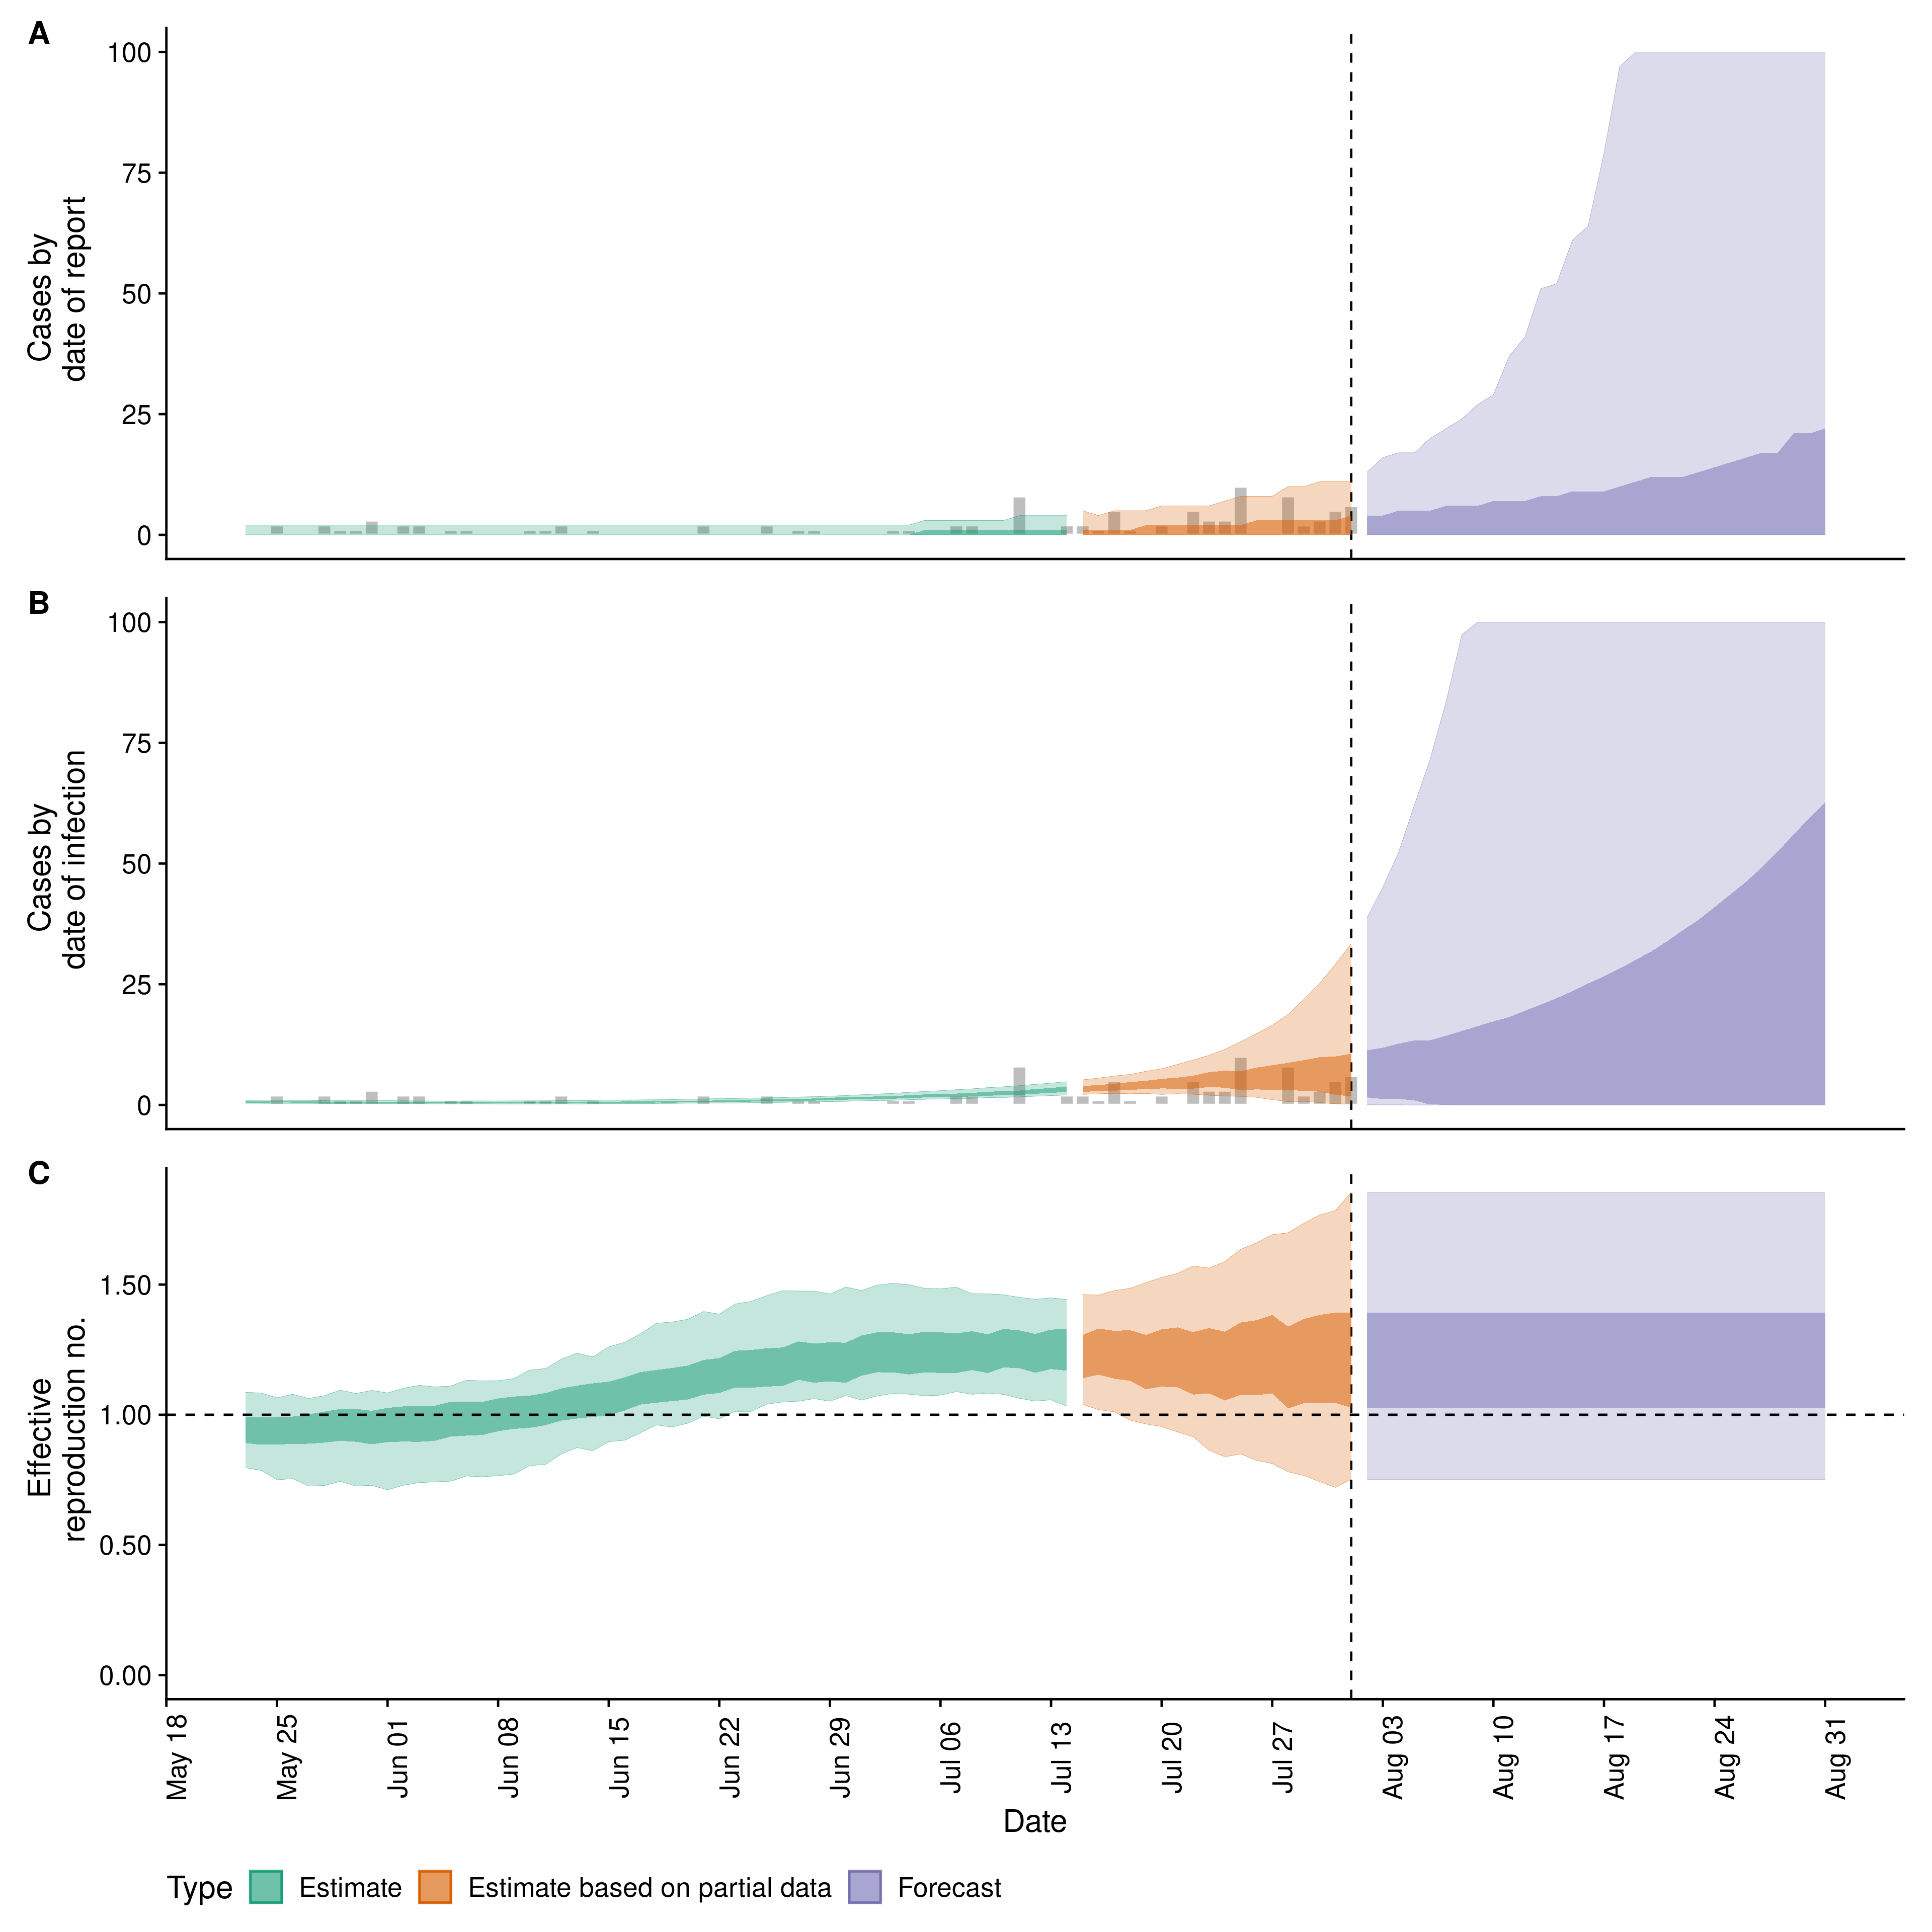 A
Cases by
date of report
100
75
50
25
0
B
Cases by
date of infection
100
75
50
25
0
C
Effective
reproduction no.
1.50
1.00
0.50
0.00
May 18
May 25
Jun 01
Jun 08
Jun 15
Jun 22
Jun 29
Jul 06
Jul 13
Jul 20
Jul 27
Aug 03
Aug 10
Aug 17
Aug 24
Aug 31
Date
Type Estimate Estimate based on partial data Forecast